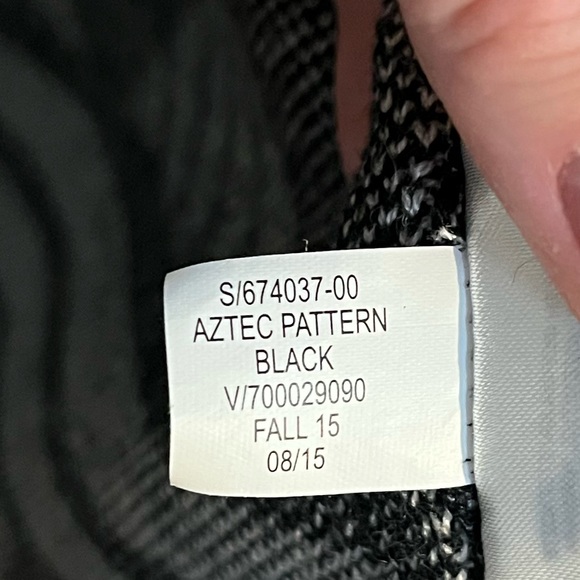 S/674037-00
AZTEC PATTERN
BLACK
V/700029090
FALL 15
08/15